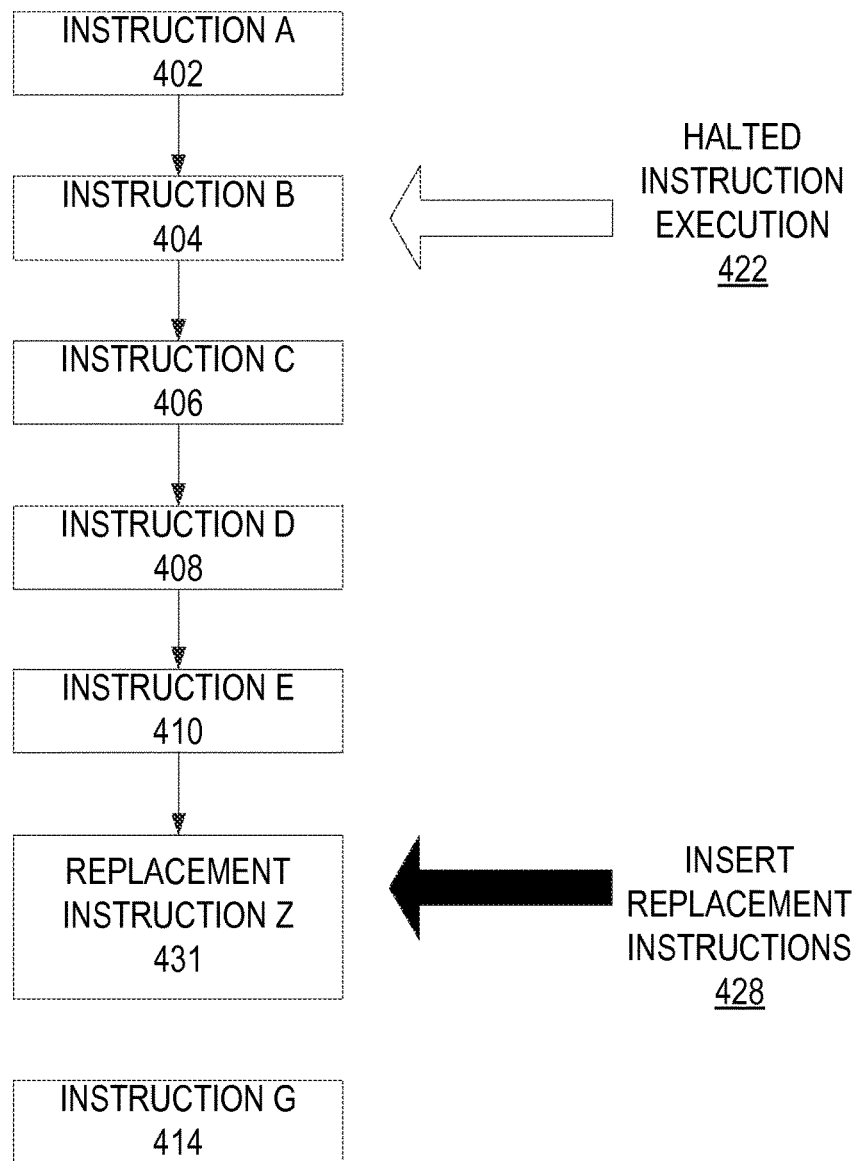 INSTRUCTION A
402
INSTRUCTION B
404
HALTED
INSTRUCTION
EXECUTION
422
INSTRUCTION C
406
INSTRUCTION D
408
INSTRUCTION E
410
REPLACEMENT
INSTRUCTION Z
431
INSERT
REPLACEMENT
INSTRUCTIONS
428
INSTRUCTION G
414